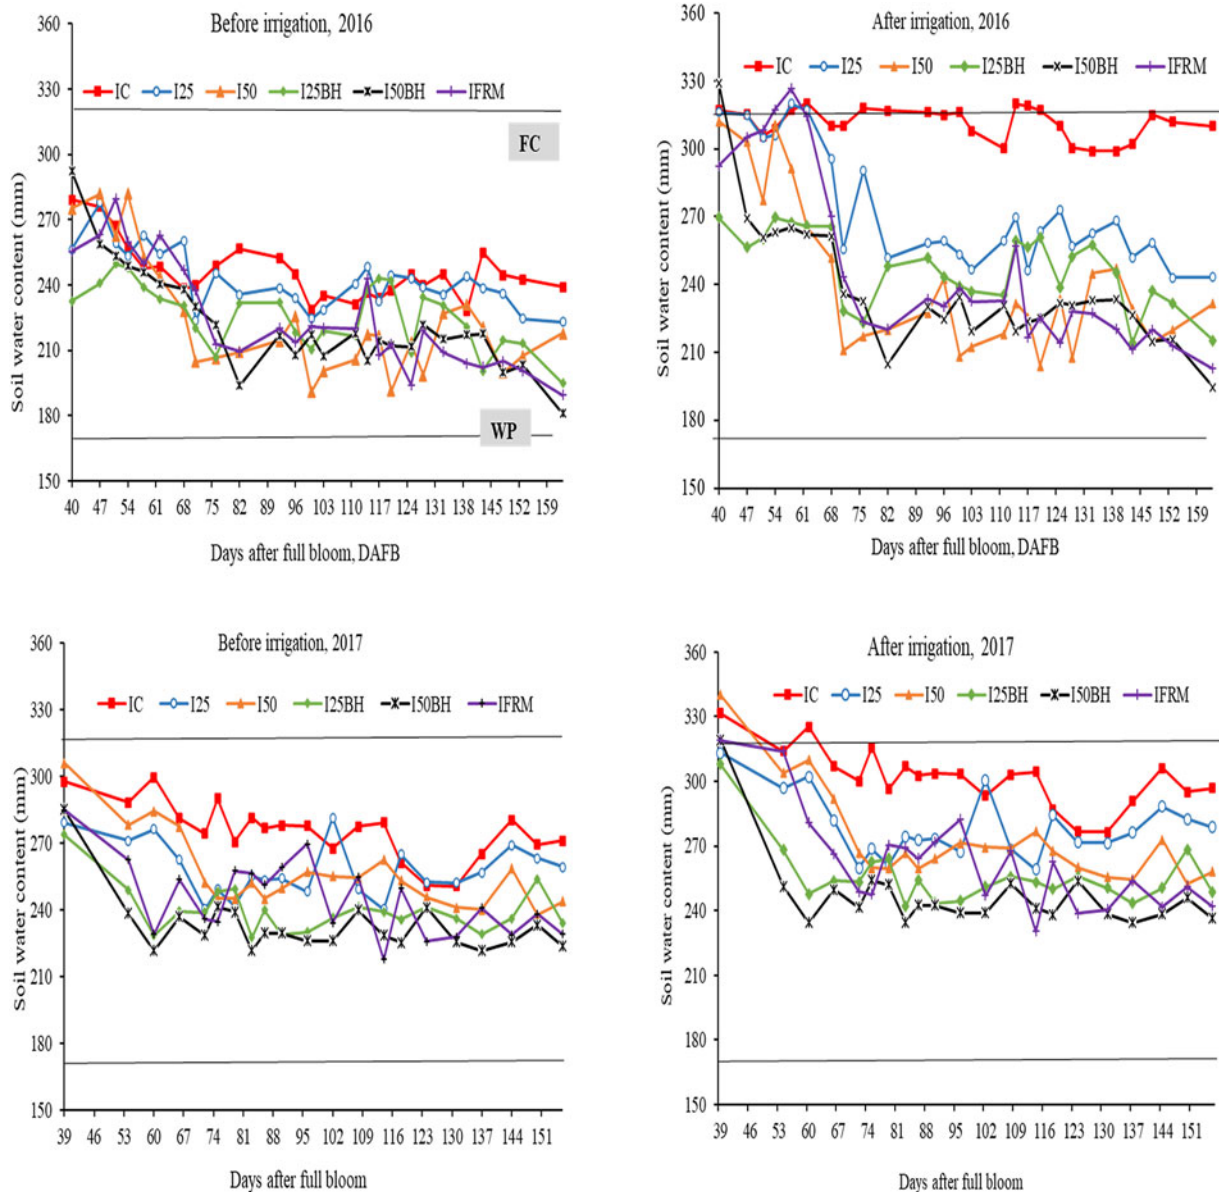 Before irrigation, 2016
360
330
300
270
240
210
180
150
Soil water content (mm)
IC I25 I50 I25BH I50BH IFRM
FC
WP
40 47 54 61 68 75 82 89 96 103 110 117 124 131 138 145 152 159
Days after full bloom, DAFB
After irrigation, 2016
360
330
300
270
240
210
180
150
Soil water content (mm)
IC I25 I50 I25BH I50BH IFRM
40 47 54 61 68 75 82 89 96 103 110 117 124 131 138 145 152 159
Days after full bloom, DAFB
Before irrigation, 2017
360
330
300
270
240
210
180
150
Soil water content (mm)
IC I25 I50 I25BH I50BH IFRM
39 46 53 60 67 74 81 88 95 102 109 116 123 130 137 144 151
Days after full bloom
After irrigation, 2017
360
330
300
270
240
210
180
150
Soil water content (mm)
IC I25 I50 I25BH I50BH IFRM
39 46 53 60 67 74 81 88 95 102 109 116 123 130 137 144 151
Days after full bloom